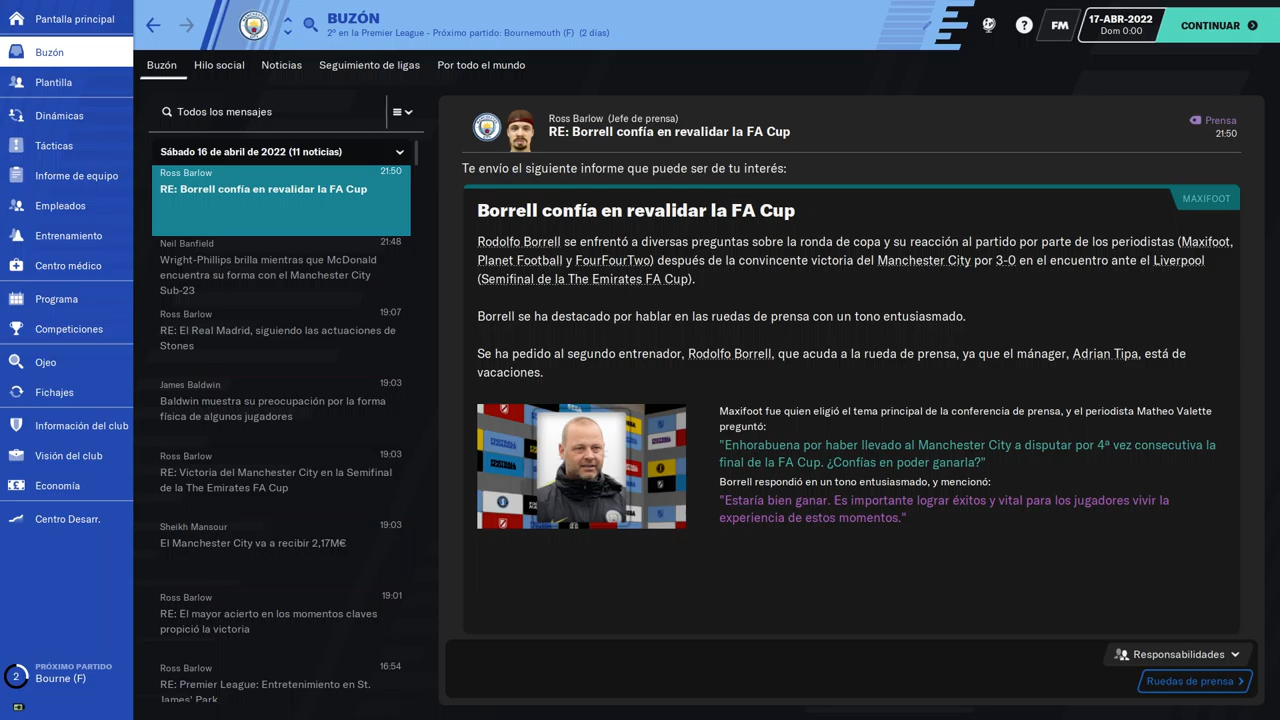 Pantalla principal
Buzón
Plantilla
Dinámicas
Tácticas
Informe de equipo
Empleados
Entrenamiento
Centro médico
Programa
Competiciones
Ojeo
Fichajes
Información del club
Visión del club
Economía
Centro Desarr.
2
PRÓXIMO PARTIDO
Bourne (F)
BUZÓN
2º en la Premier League - Próximo partido: Bournemouth (F) (2 días)
FM
17-ABR-2022
Dom 0:00
CONTINUAR
Buzón
Hilo social
Noticias
Seguimiento de ligas
Por todo el mundo
Todos los mensajes
Sábado 16 de abril de 2022 (11 noticias)
Ross Barlow 21:50
RE: Borrell confía en revalidar la FA Cup
Neil Banfield 21:48
Wright-Phillips brilla mientras que McDonald
encuentra su forma con el Manchester City
Sub-23
Ross Barlow 19:07
RE: El Real Madrid, siguiendo las actuaciones de
Stones
James Baldwin 19:03
Baldwin muestra su preocupación por la forma
física de algunos jugadores
Ross Barlow 19:03
RE: Victoria del Manchester City en la Semifinal
de la The Emirates FA Cup
Sheikh Mansour 19:03
El Manchester City va a recibir 2,17M€
Ross Barlow 19:01
RE: El mayor acierto en los momentos claves
propició la victoria
Ross Barlow 16:54
RE: Premier League: Entretenimiento en St.
James' Park
Ross Barlow (Jefe de prensa)
RE: Borrell confía en revalidar la FA Cup
Prensa
21:50
Te envío el siguiente informe que puede ser de tu interés:
MAXIFOOT
Borrell confía en revalidar la FA Cup
Rodolfo Borrell se enfrentó a diversas preguntas sobre la ronda de copa y su reacción al partido por parte de los periodistas (Maxifoot,
Planet Football y FourFourTwo) después de la convincente victoria del Manchester City por 3-0 en el encuentro ante el Liverpool
(Semifinal de la The Emirates FA Cup).
Borrell se ha destacado por hablar en las ruedas de prensa con un tono entusiasmado.
Se ha pedido al segundo entrenador, Rodolfo Borrell, que acuda a la rueda de prensa, ya que el mánager, Adrian Tipa, está de
vacaciones.
Maxifoot fue quien eligió el tema principal de la conferencia de prensa, y el periodista Matheo Valette
preguntó:
"Enhorabuena por haber llevado al Manchester City a disputar por 4ª vez consecutiva la
final de la FA Cup. ¿Confías en poder ganarla?"
Borrell respondió en un tono entusiasmado, y mencionó:
"Estaría bien ganar. Es importante lograr éxitos y vital para los jugadores vivir la
experiencia de estos momentos."
Responsabilidades
Ruedas de prensa